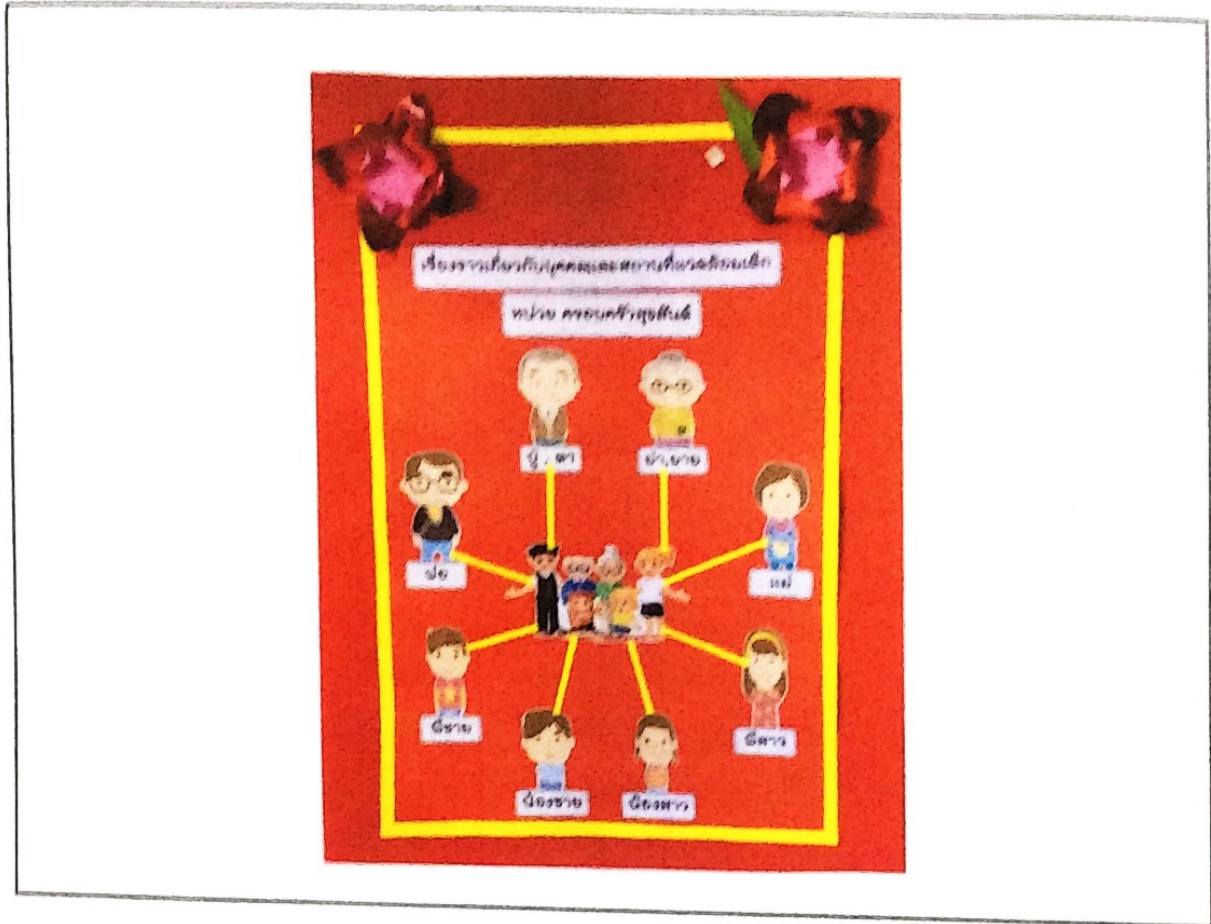 เรื่องราวเกี่ยวกับบุคคลและสถานที่แวดล้อมเด็ก
หน่วย ครอบครัวสุขสันต์
ปู่ , ตา
ย่า,ยาย
พ่อ
แม่
พี่ชาย
พี่สาว
น้องชาย
น้องสาว